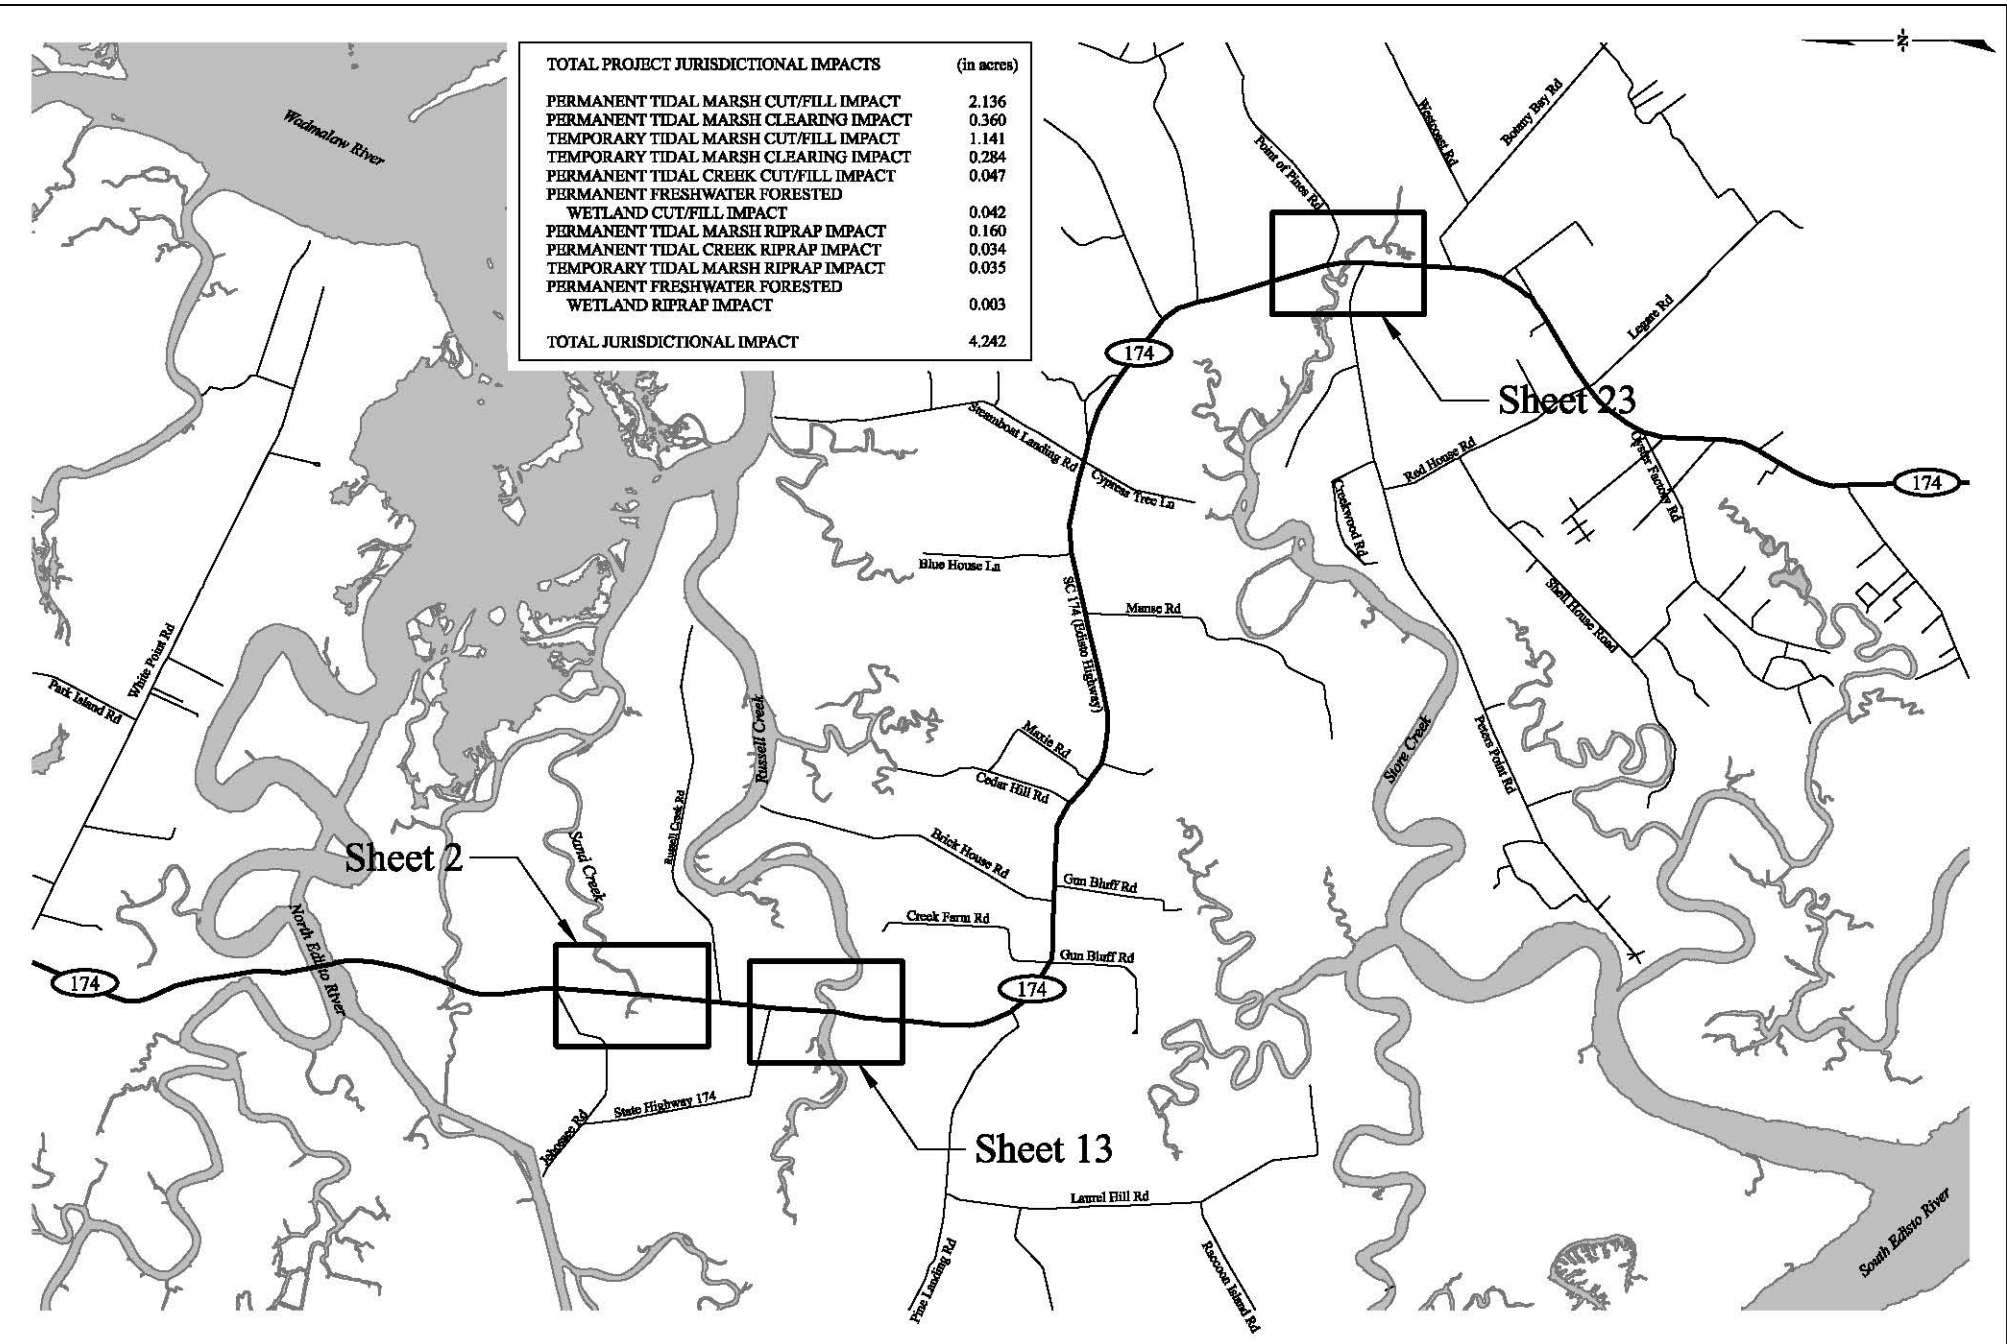 TOTAL PROJECT JURISDICTIONAL IMPACTS (in acres)
PERMANENT TIDAL MARSH CUT/FILL IMPACT 2.136
PERMANENT TIDAL MARSH CLEARING IMPACT 0.360
TEMPORARY TIDAL MARSH CUT/FILL IMPACT 1.141
TEMPORARY TIDAL MARSH CLEARING IMPACT 0.284
PERMANENT TIDAL CREEK CUT/FILL IMPACT 0.047
PERMANENT FRESHWATER FORESTED
WETLAND CUT/FILL IMPACT 0.042
PERMANENT TIDAL MARSH RIPRAP IMPACT 0.160
PERMANENT TIDAL CREEK RIPRAP IMPACT 0.034
TEMPORARY TIDAL MARSH RIPRAP IMPACT 0.035
PERMANENT FRESHWATER FORESTED
WETLAND RIPRAP IMPACT 0.003
TOTAL JURISDICTIONAL IMPACT 4.242
N
Wadmalaw River
Point of Pines Rd
Westcoast Rd
Botany Bay Rd
Legare Rd
174
Sheet 23
Steamboat Landing Rd
Cypress Tree Ln
Red House Rd
Creekwood Rd
Oyster Factory Rd
174
Blue House Ln
SC 174 (Edisto Highway)
Manse Rd
Shell House Road
White Point Rd
Park Island Rd
Russell Creek
Store Creek
Peters Point Rd
Maxie Rd
Cedar Hill Rd
Russell Creek Rd
Brick House Rd
Sand Creek
Sheet 2
Gun Bluff Rd
Creek Farm Rd
Gun Bluff Rd
North Edisto River
174
174
State Highway 174
Jehossee Rd
Sheet 13
Laurel Hill Rd
Pine Landing Rd
Raccoon Island Rd
South Edisto River